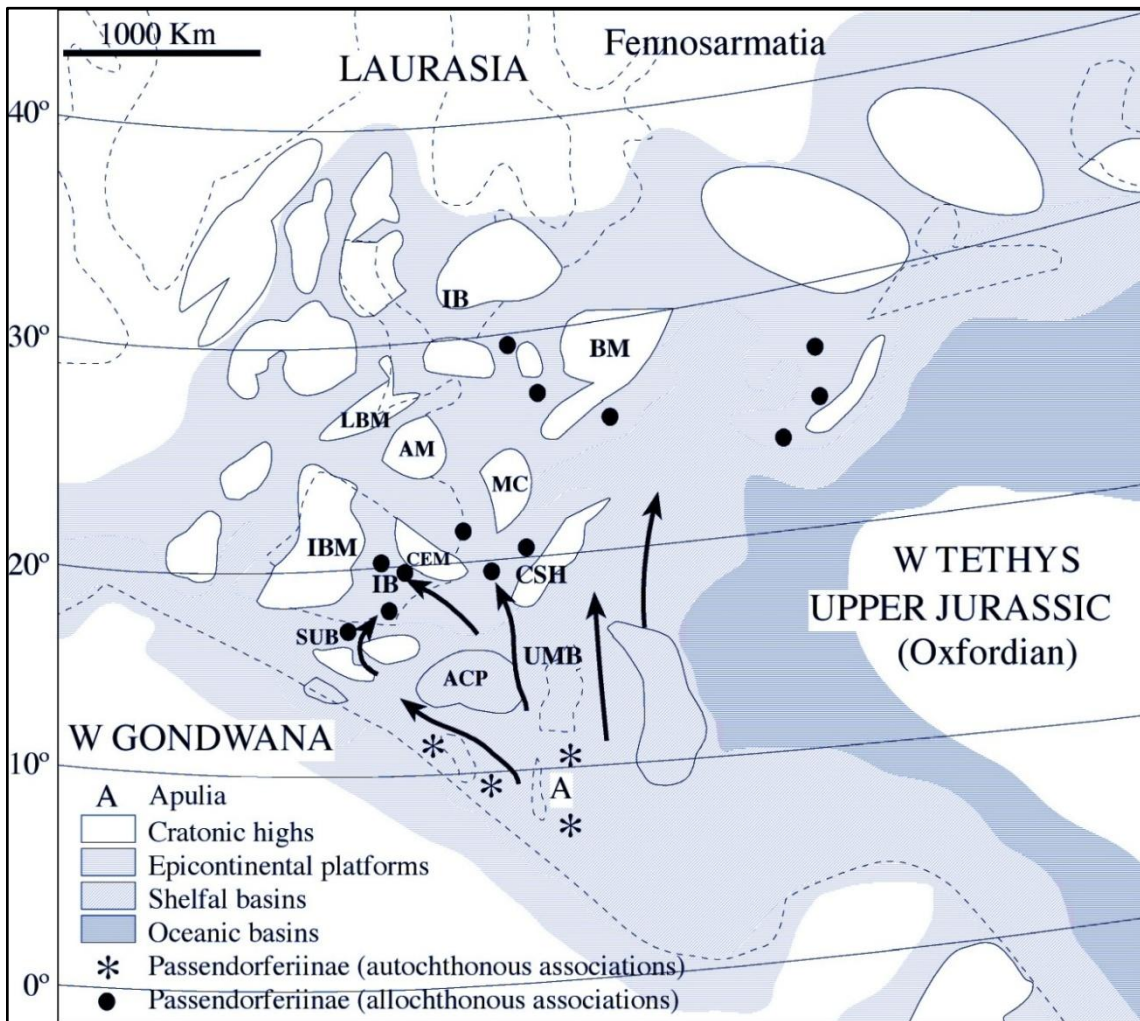 1000 Km
Fennosarmatia
LAURASIA
40º
IB
30º
BM
LBM
AM
MC
IBM
CEM
20º
IB
CSH
W TETHYS
UPPER JURASSIC
(Oxfordian)
SUB
UMB
ACP
W GONDWANA
10º
A
A Apulia
Cratonic highs
Epicontinental platforms
Shelfal basins
Oceanic basins
* Passendorferiinae (autochthonous associations)
0º
● Passendorferiinae (allochthonous associations)